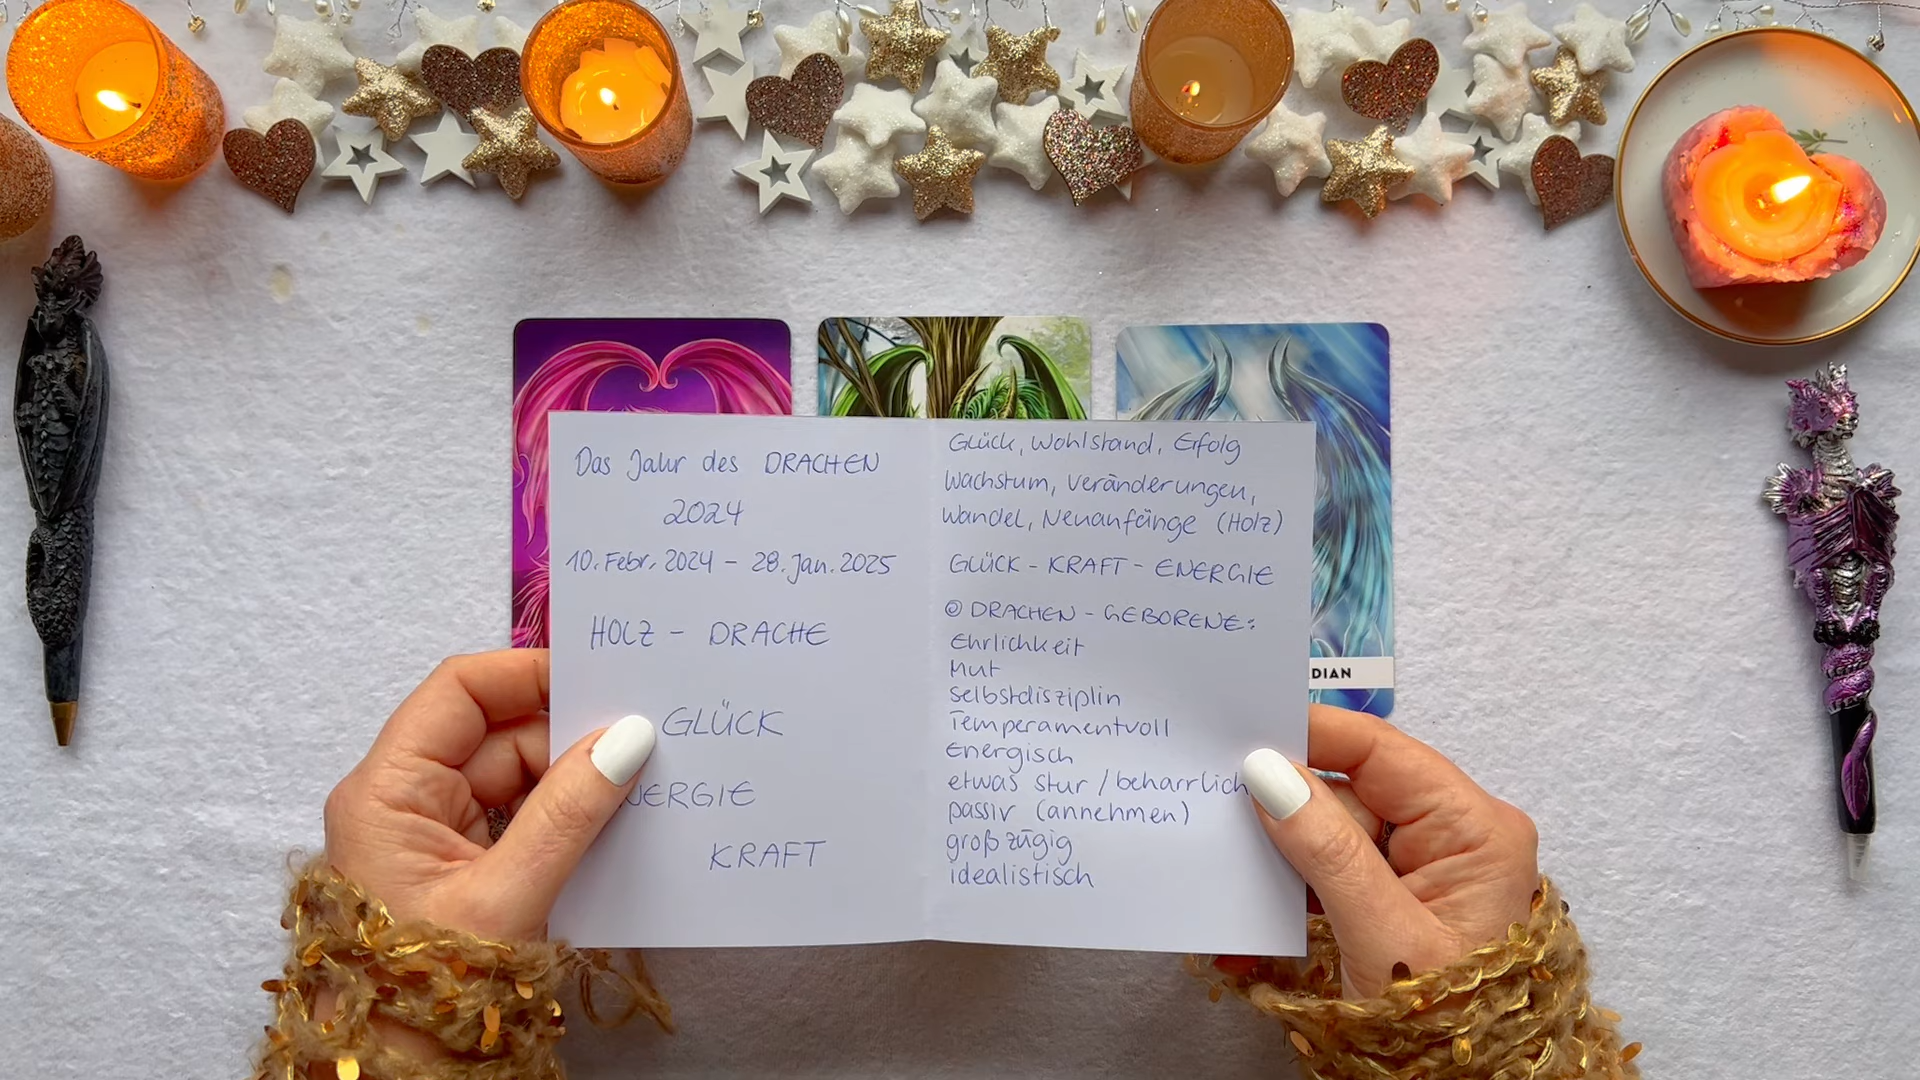 Das Jahr des DRACHEN
2024
10. Febr. 2024 - 28. Jan. 2025
HOLZ - DRACHE
GLÜCK
NERGIE
KRAFT
Glück, Wohlstand, Erfolg
Wachstum, Veränderungen,
Wandel, Neuanfänge (Holz)
GLÜCK - KRAFT - ENERGIE
DRACHEN - GEBORENE:
Ehrlichkeit
Mut
Selbstdisziplin
Temperamentvoll
Energisch
etwas stur / beharrlich
passiv (annehmen)
großzügig
idealistisch
DIAN